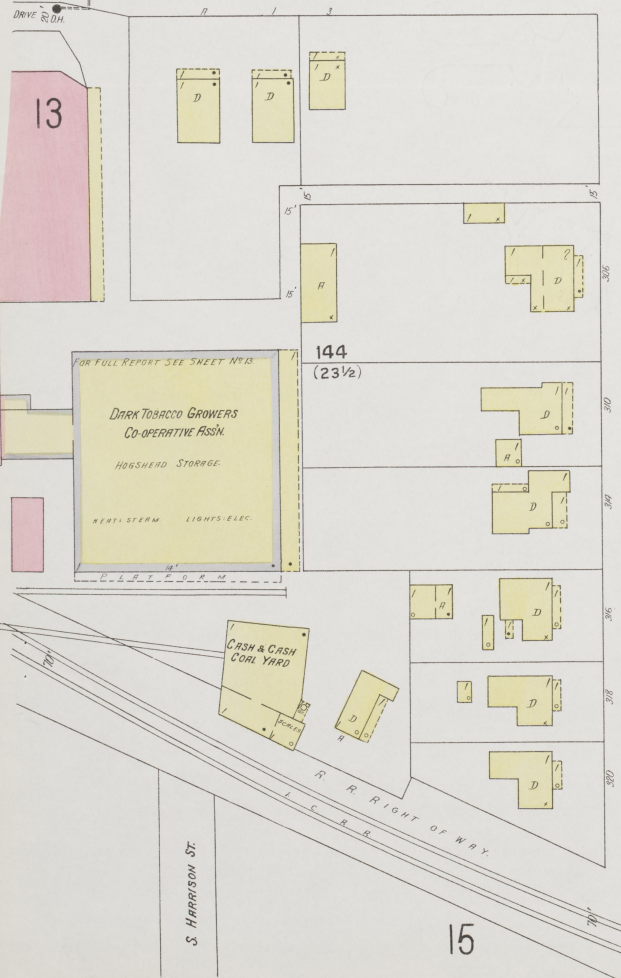 DRIVE
20'
D.H.
13
D
D
D
15'
15'
15'
15'
A
D
306
144
(23½)
FOR FULL REPORT SEE SHEET Nº 13.
DARK TOBACCO GROWERS
CO-OPERATIVE ASS'N.
HOGSHEAD STORAGE.
HEAT: STEAM LIGHTS: ELEC.
14'
PLATFORM
D
310
A
D
314
A
D
316
D
318
D
320
CASH & CASH
COAL YARD
SCALES
D
A
70'
R. R. RIGHT OF WAY.
I. C. R. R.
S. HARRISON ST.
70'
15